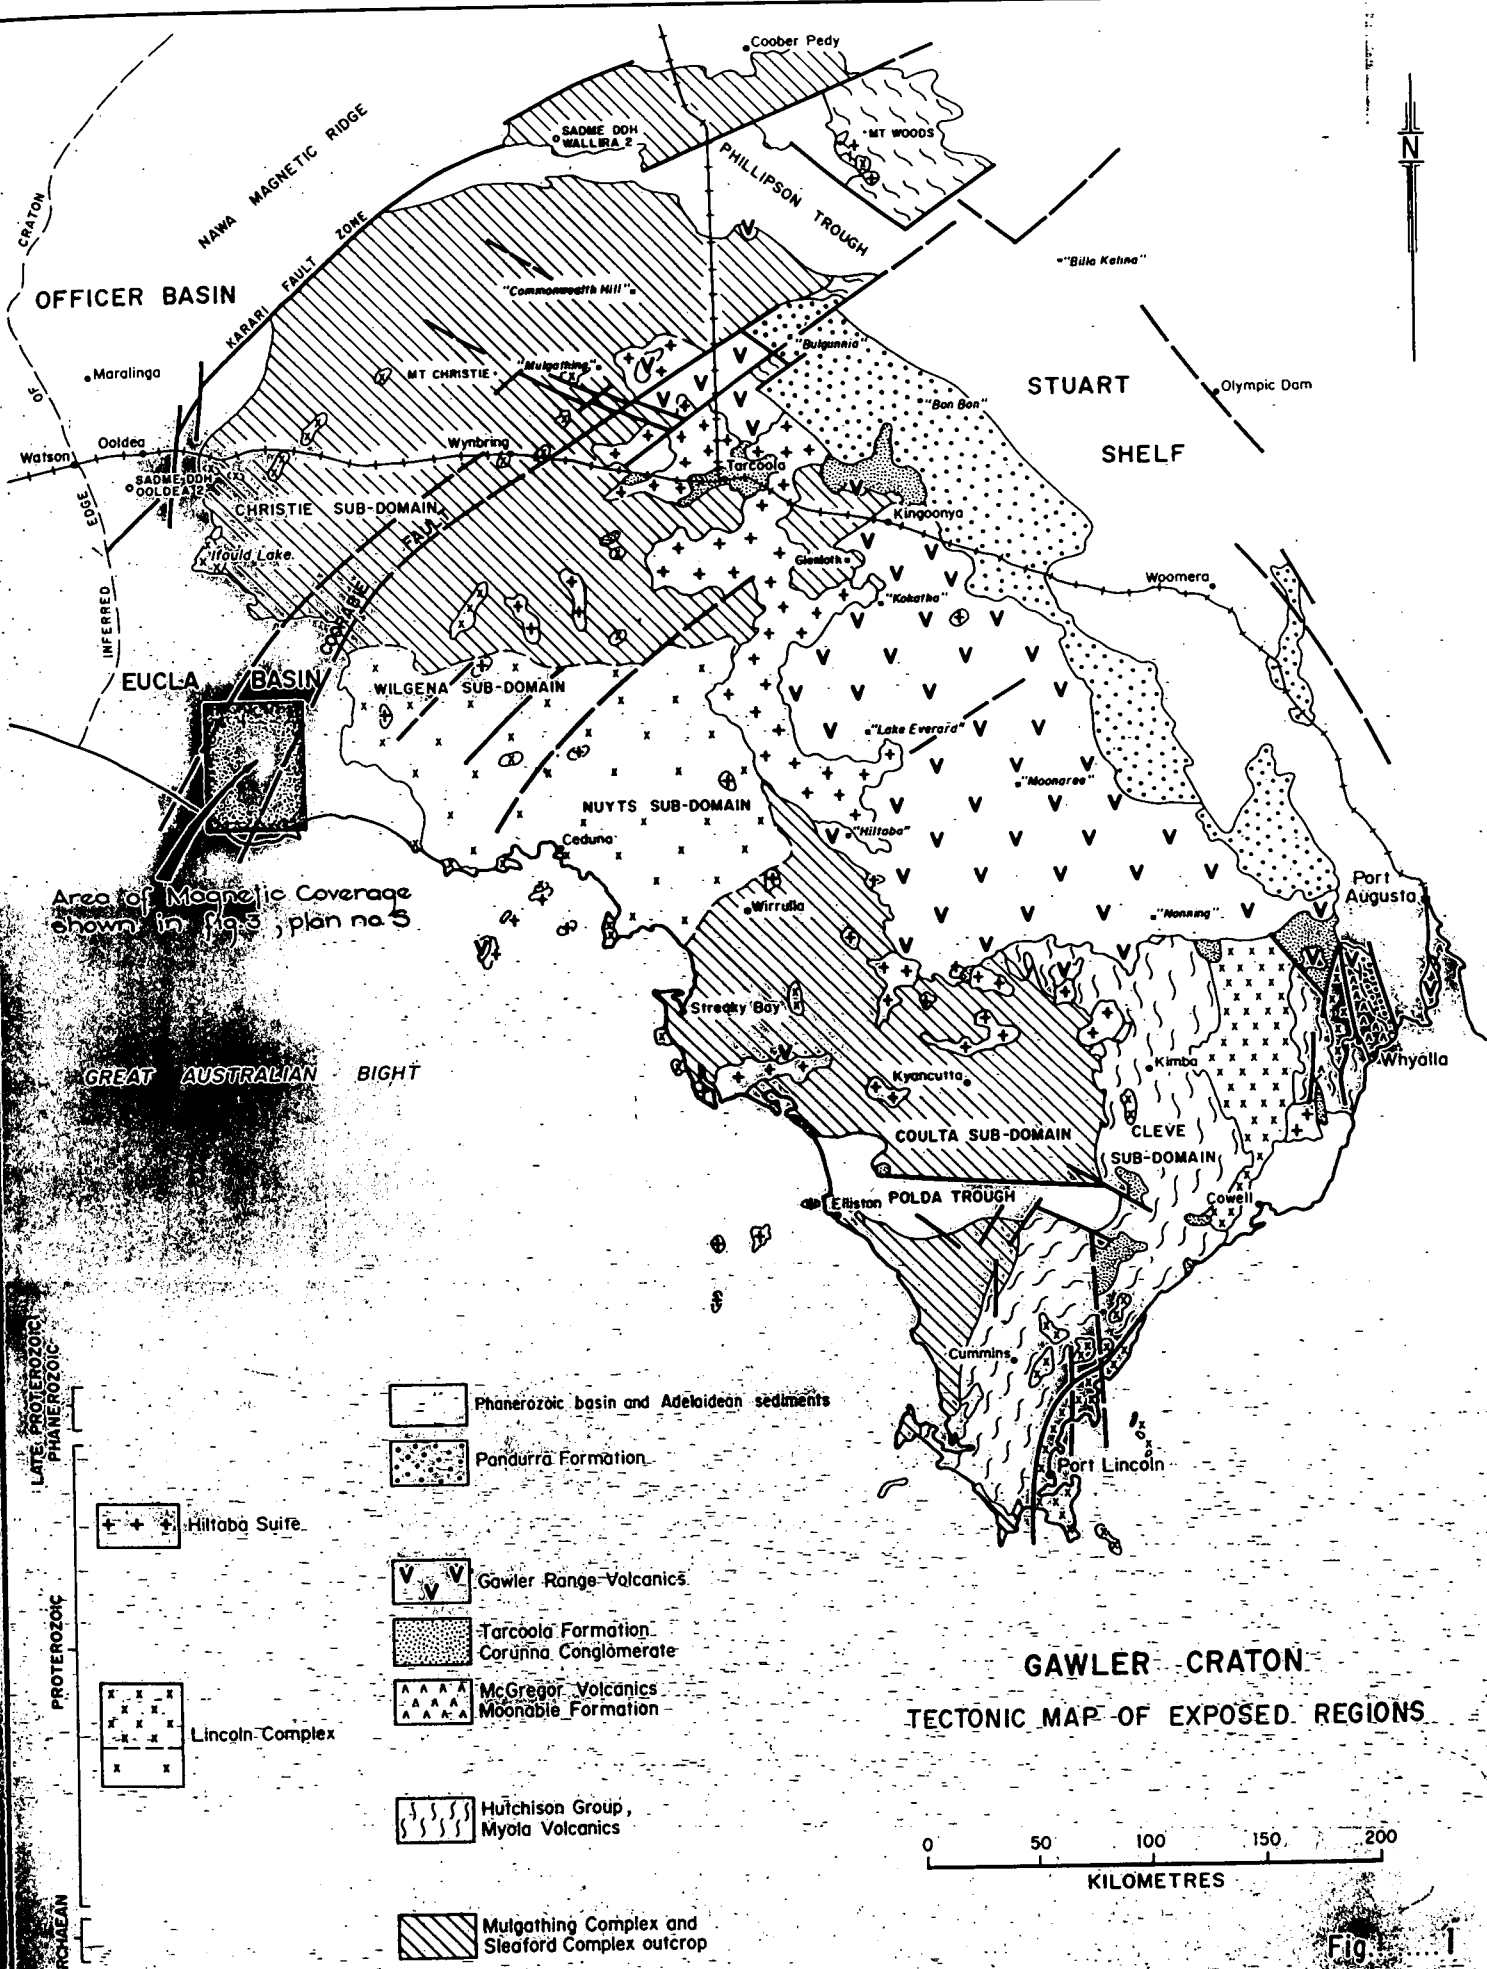 Coober Pedy
SADME DDH
WALLIRA 2
MT WOODS
N
NAWA MAGNETIC RIDGE
CRATON
PHILLIPSON TROUGH
KARARI FAULT ZONE
OFFICER BASIN
"Commonwealth Hill"
"Billa Kalina"
Maralinga
MT CHRISTIE
"Mulgathing"
"Bulgunnia"
STUART
Olympic Dam
"Bon Bon"
OF
SHELF
Watson
Ooldea
Wynbring
Tarcoola
SADME DDH
OOLDEA 2
EDGE
CHRISTIE SUB-DOMAIN
Kingoonya
FAULT
Ifould Lake
Glenloth
Woomera
"Kokatha"
INFERRED
COORABIE
EUCLA BASIN
WILGENA SUB-DOMAIN
"Lake Everard"
"Moonaree"
NUYTS SUB-DOMAIN
"Hiltaba"
Ceduna
Area of Magnetic Coverage
shown in fig 3, plan no. 3
Port
Augusta
Wirrulla
"Nonning"
Streaky Bay
GREAT AUSTRALIAN BIGHT
Kyancutta
Kimba
Whyalla
COULTA SUB-DOMAIN
CLEVE
SUB-DOMAIN
Elliston
POLDA TROUGH
Cowell
Cummins
Port Lincoln
LATE PROTEROZOIC
PHANEROZOIC
Phanerozoic basin and Adelaidean sediments
Pandurra Formation
Hiltaba Suite
Gawler Range Volcanics
Tarcoola Formation
Corunna Conglomerate
PROTEROZOIC
McGregor Volcanics
Moonabie Formation
Lincoln Complex
GAWLER CRATON
TECTONIC MAP OF EXPOSED REGIONS
Hutchison Group,
Myola Volcanics
0 50 100 150 200
KILOMETRES
RCHAEAN
Mulgathing Complex and
Sleaford Complex outcrop
Fig. 1